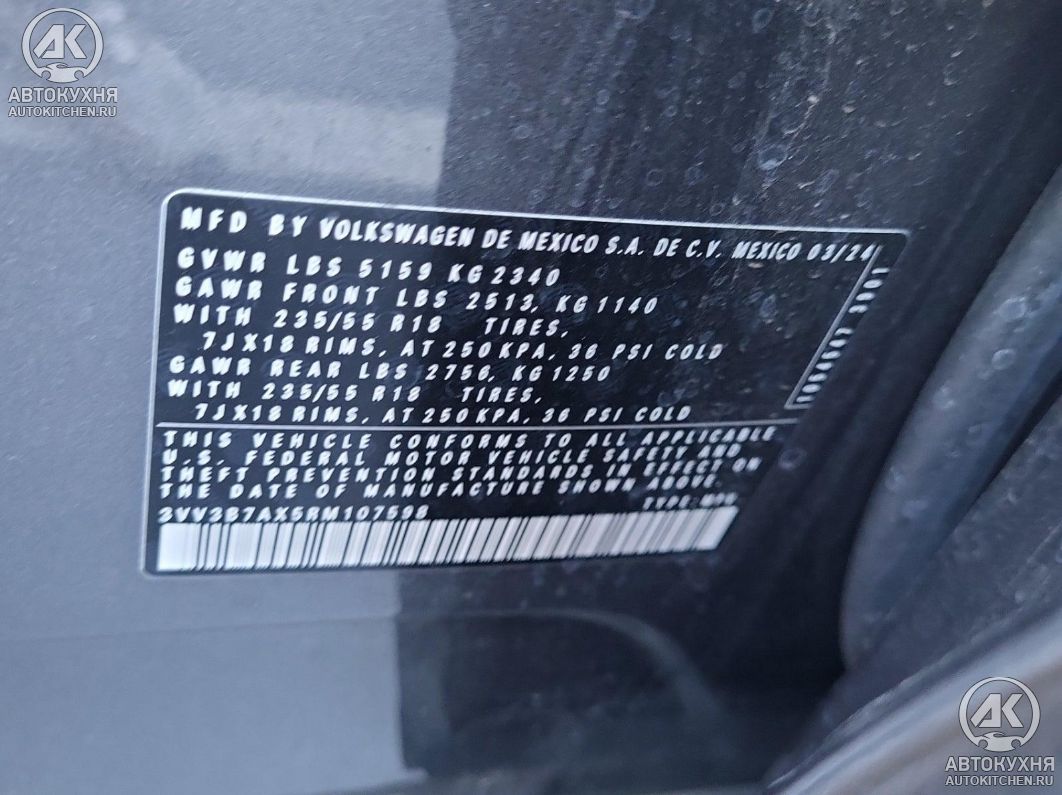 АК
АВТОКУХНЯ
AUTOKITCHEN.RU
MFD BY VOLKSWAGEN DE MEXICO S.A. DE C.V. MEXICO 03/24
GVWR LBS 5159 KG 2340
GAWR FRONT LBS 2513, KG 1140
WITH 235/55 R18 TIRES,
7JX18 RIMS, AT 250 KPA, 36 PSI COLD
GAWR REAR LBS 2756, KG 1250
WITH 235/55 R18 TIRES,
7JX18 RIMS, AT 250 KPA, 36 PSI COLD
THIS VEHICLE CONFORMS TO ALL APPLICABLE
U.S. FEDERAL MOTOR VEHICLE SAFETY AND
THEFT PREVENTION STANDARDS IN EFFECT ON
THE DATE OF MANUFACTURE SHOWN ABOVE.
3VV3B7AX5RM107598 TYPE: MPV
АК
АВТОКУХНЯ
AUTOKITCHEN.RU